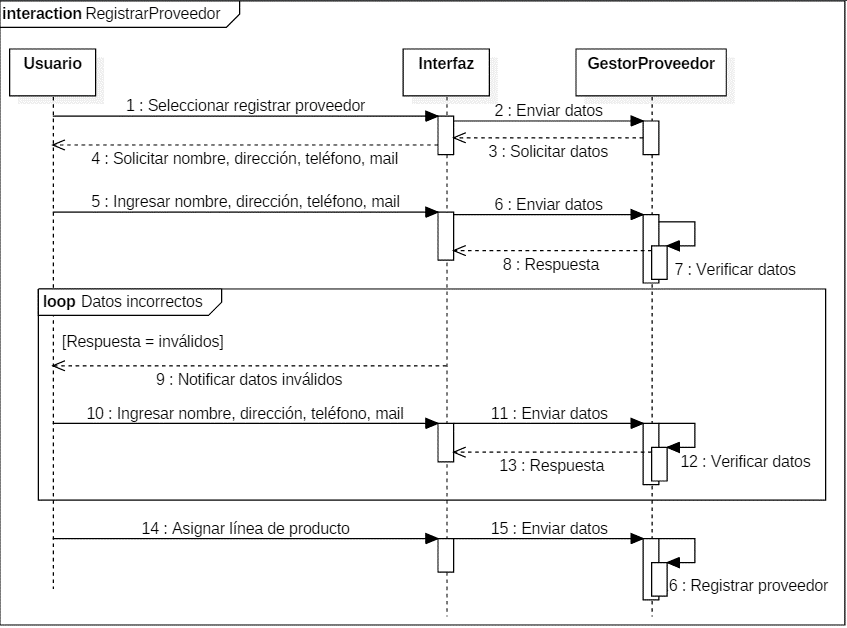 interaction RegistrarProveedor
Usuario
Interfaz
GestorProveedor
1 : Seleccionar registrar proveedor
2 : Enviar datos
3 : Solicitar datos
4 : Solicitar nombre, dirección, teléfono, mail
5 : Ingresar nombre, dirección, teléfono, mail
6 : Enviar datos
8 : Respuesta
7 : Verificar datos
loop Datos incorrectos
[Respuesta = inválidos]
9 : Notificar datos inválidos
10 : Ingresar nombre, dirección, teléfono, mail
11 : Enviar datos
13 : Respuesta
12 : Verificar datos
14 : Asignar línea de producto
15 : Enviar datos
6 : Registrar proveedor